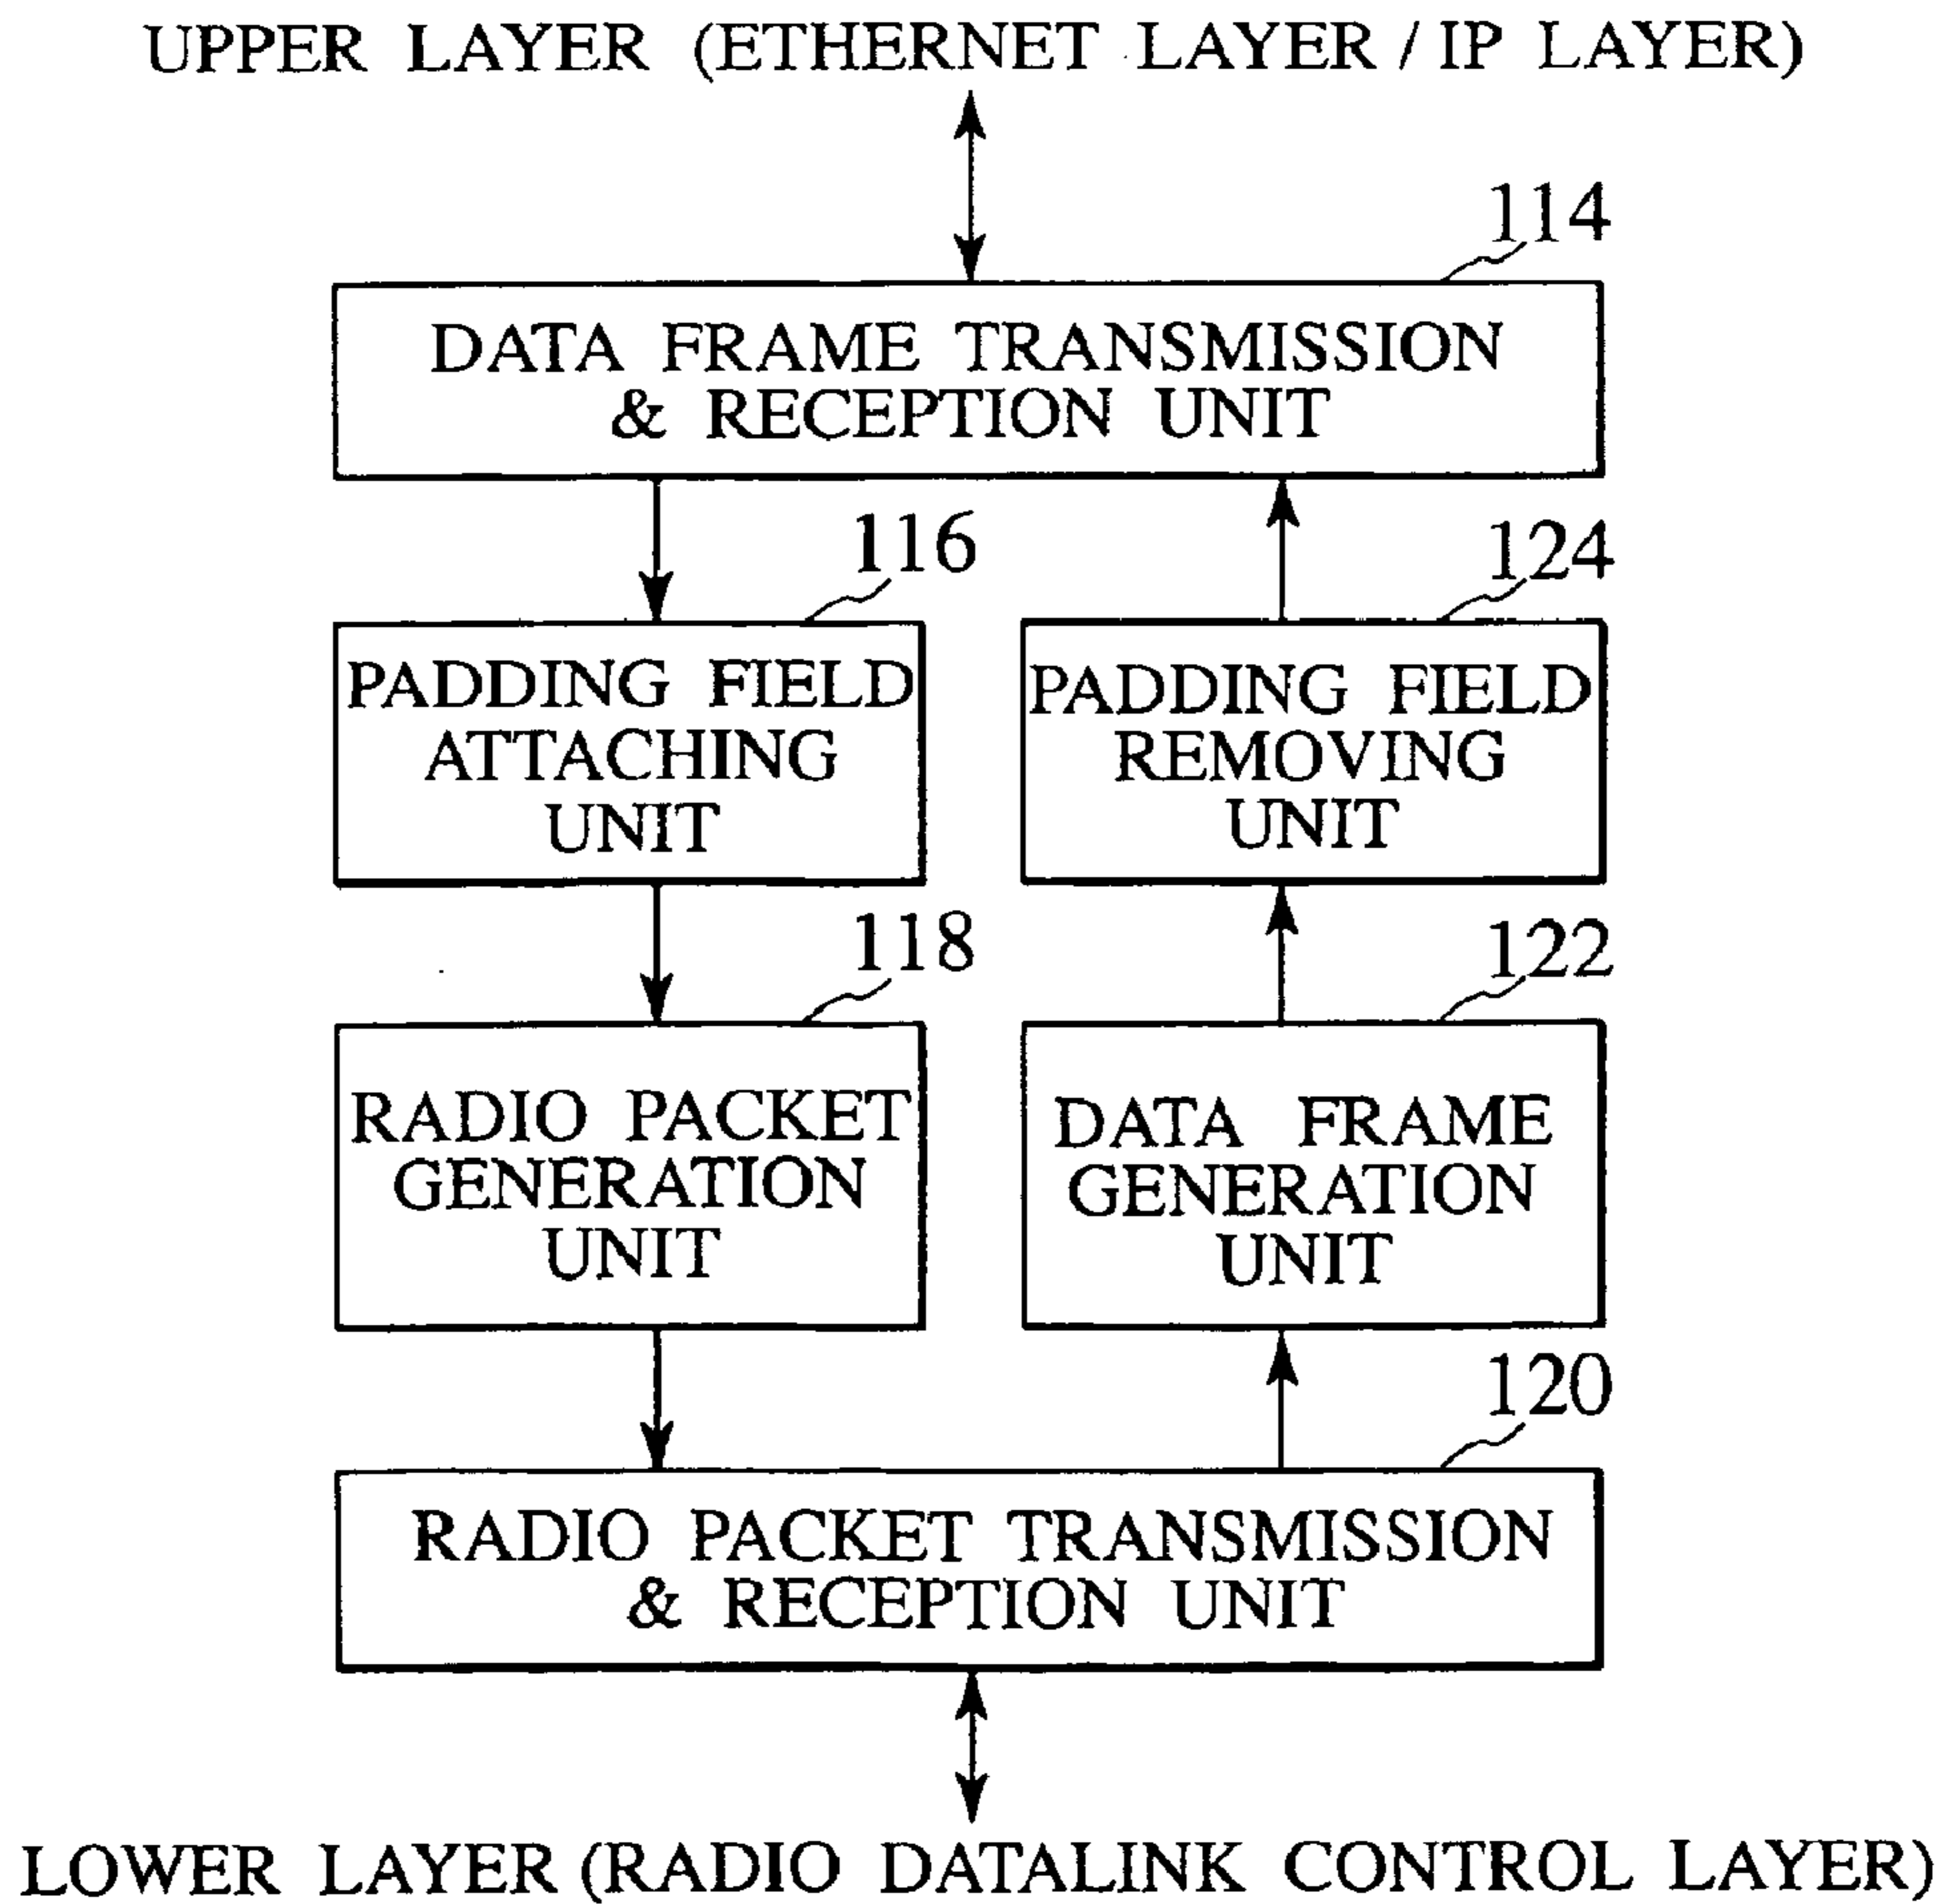 UPPER LAYER (ETHERNET LAYER / IP LAYER)
114
DATA FRAME TRANSMISSION
& RECEPTION UNIT
116
PADDING FIELD
ATTACHING
UNIT
124
PADDING FIELD
REMOVING
UNIT
118
RADIO PACKET
GENERATION
UNIT
122
DATA FRAME
GENERATION
UNIT
120
RADIO PACKET TRANSMISSION
& RECEPTION UNIT
LOWER LAYER (RADIO DATALINK CONTROL LAYER)